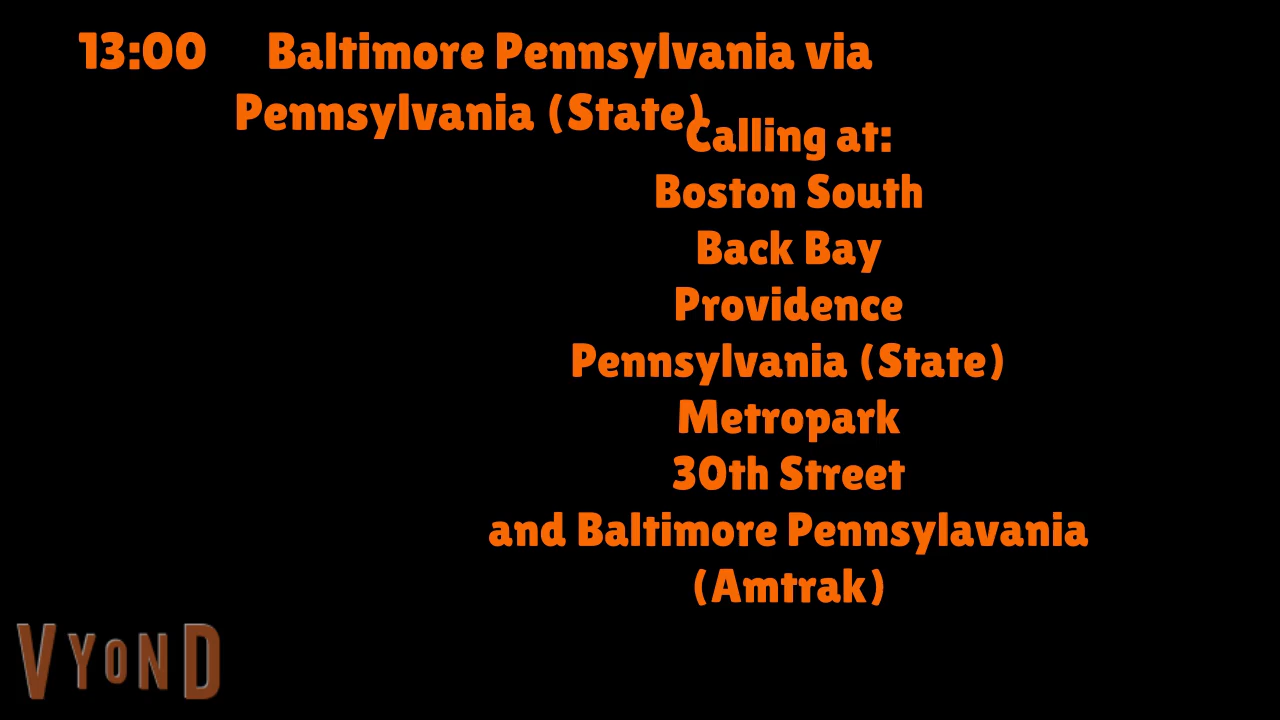 13:00 Baltimore Pennsylvania via
Pennsylvania (State)
Calling at:
Boston South
Back Bay
Providence
Pennsylvania (State)
Metropark
30th Street
and Baltimore Pennsylavania
(Amtrak)
VYOND